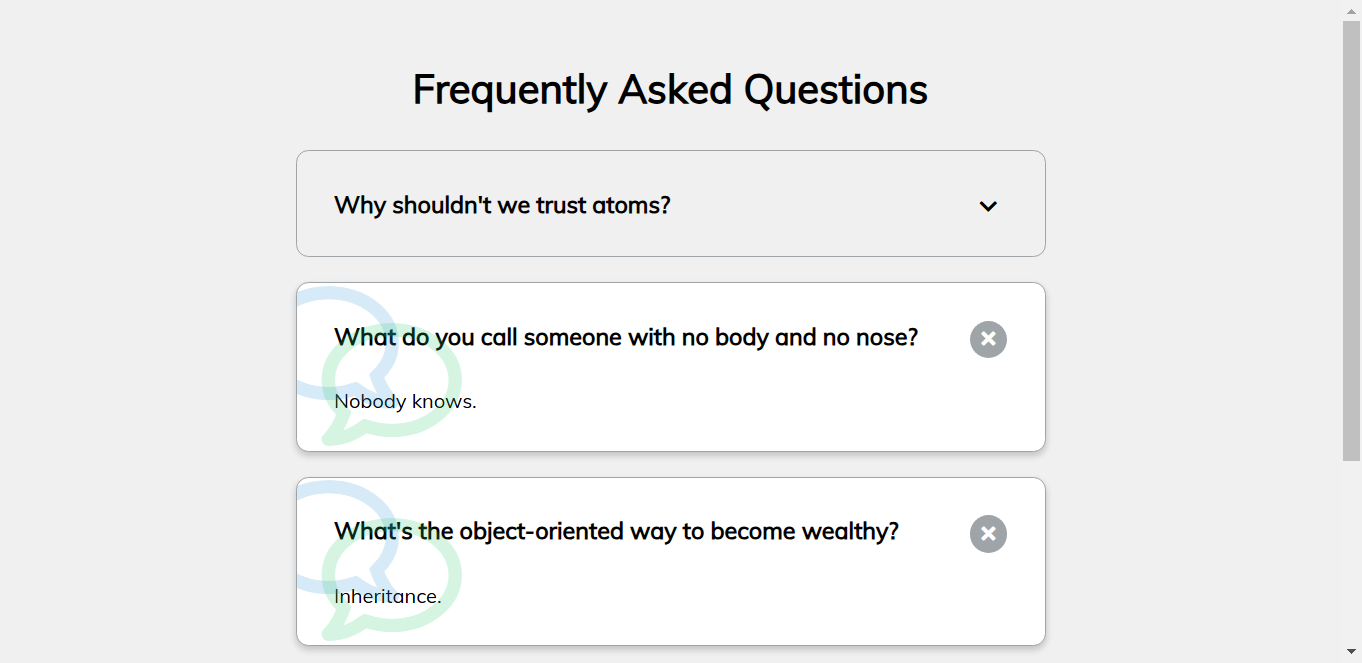 Frequently Asked Questions
Why shouldn't we trust atoms?
What do you call someone with no body and no nose?
Nobody knows.
What's the object-oriented way to become wealthy?
Inheritance.